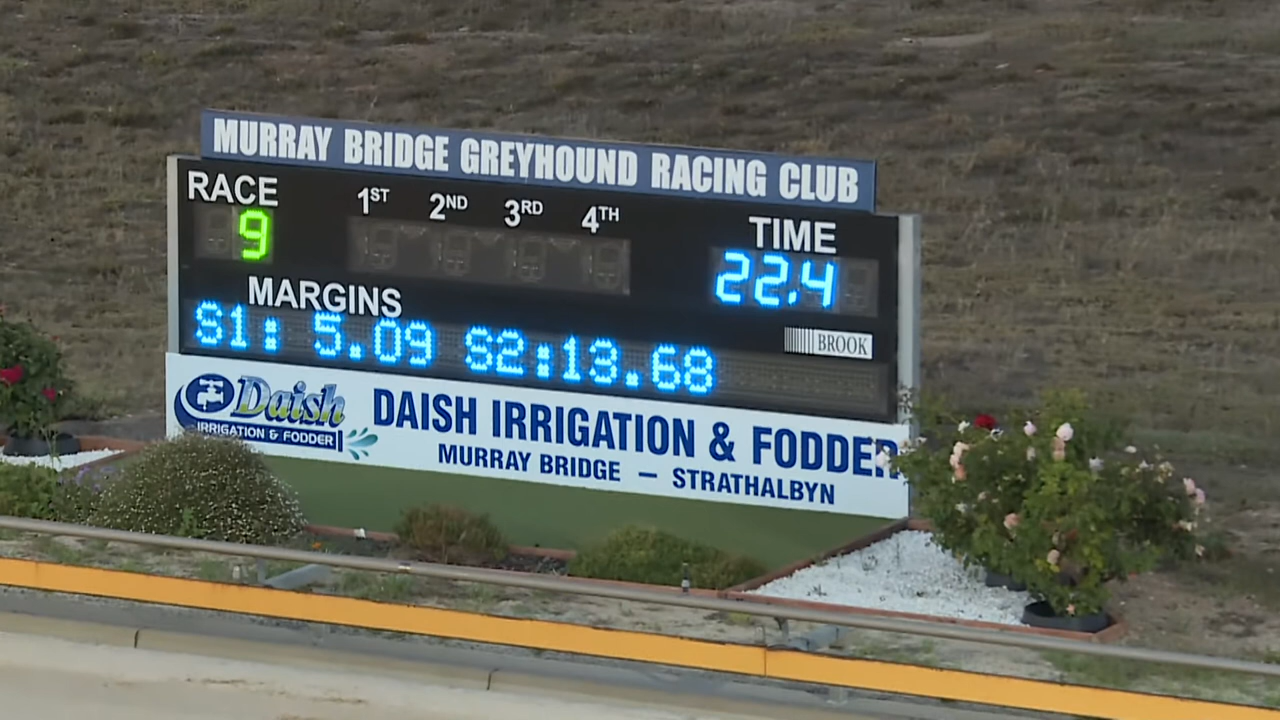 MURRAY BRIDGE GREYHOUND RACING CLUB
RACE 1ST 2ND 3RD 4TH TIME
9 22.4
MARGINS
S1: 5.09 S2:13.68
BROOK
Daish
IRRIGATION & FODDER
DAISH IRRIGATION & FODDER
MURRAY BRIDGE — STRATHALBYN